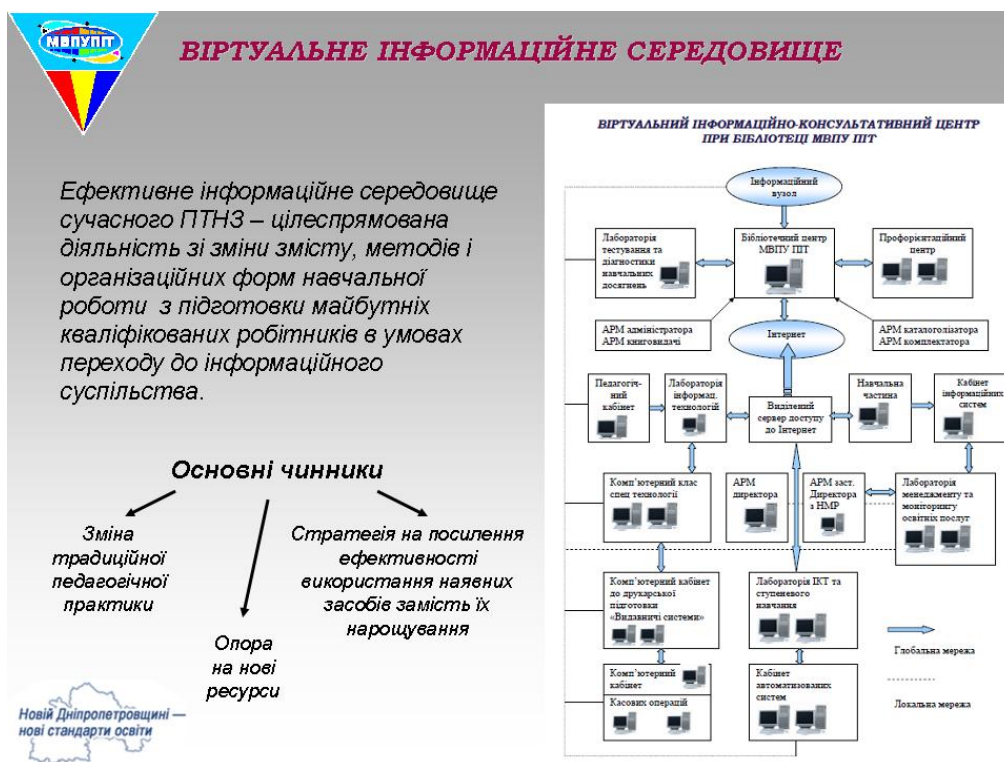 МВПУПІТ
ВІРТУАЛЬНЕ ІНФОРМАЦІЙНЕ СЕРЕДОВИЩЕ
Ефективне інформаційне середовище
сучасного ПТНЗ – цілеспрямована
діяльність зі зміни змісту, методів і
організаційних форм навчальної
роботи з підготовки майбутніх
кваліфікованих робітників в умовах
переходу до інформаційного
суспільства.
Основні чинники
Зміна
традиційної
педагогічної
практики
Опора
на нові
ресурси
Стратегія на посилення
ефективності
використання наявних
засобів замість їх
нарощування
Новій Дніпропетровщині —
нові стандарти освіти
ВІРТУАЛЬНИЙ ІНФОРМАЦІЙНО-КОНСУЛЬТАТИВНИЙ ЦЕНТР
ПРИ БІБЛІОТЕЦІ МВПУ ПІТ
Інформаційний
вузол
Лабораторія
тестування та
діагностики
навчальних
досягнень
Бібліотечний центр
МВПУ ПІТ
Профорієнтаційний
центр
АРМ адміністратора
АРМ книговидачі
Інтернет
АРМ каталоголізатора
АРМ комплектатора
Педагогіч-
ний
кабінет
Лабораторія
інформац.
технологій
Виділений
сервер доступу
до Інтернет
Навчальна
частина
Кабінет
інформаційних
систем
Комп’ютерний клас
спец технології
АРМ
директора
АРМ заст.
Директора
з НМР
Лабораторія
менеджменту та
моніторингу
освітніх послуг
Комп’ютерний кабінет
до друкарської
підготовки
«Видавничі системи»
Лабораторія ІКТ та
ступеневого
навчання
Глобальна мережа
Комп’ютерний
кабінет
Касових операцій
Кабінет
автоматизованих
систем
Локальна мережа